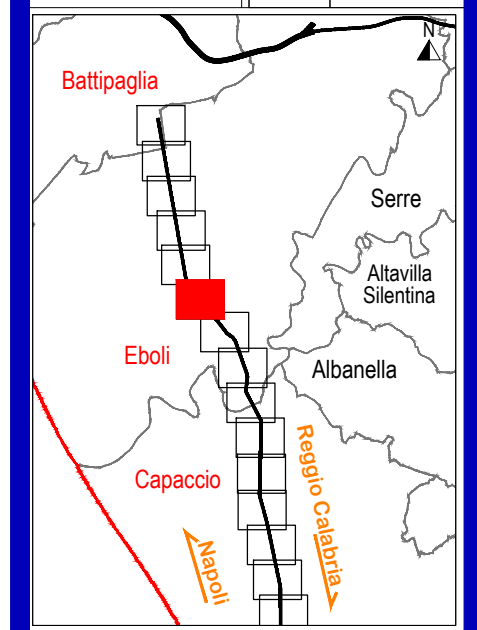 N
Battipaglia
Serre
Altavilla
Silentina
Eboli
Albanella
Capaccio
Reggio Calabria
Napoli